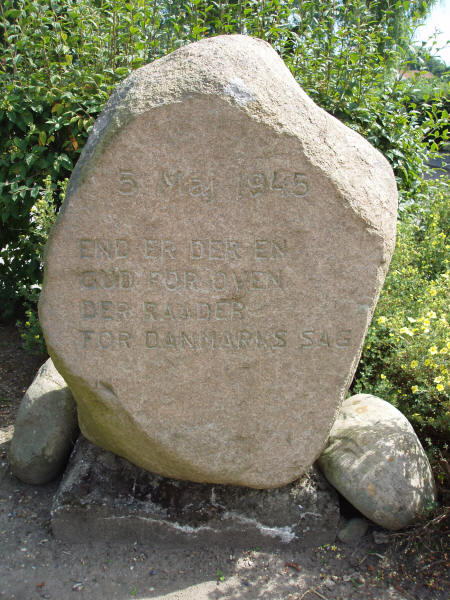 5 MAJ 1945
END ER DER EN
GUD FOR OVEN
DER RAADER
FOR DANMARKS SAG